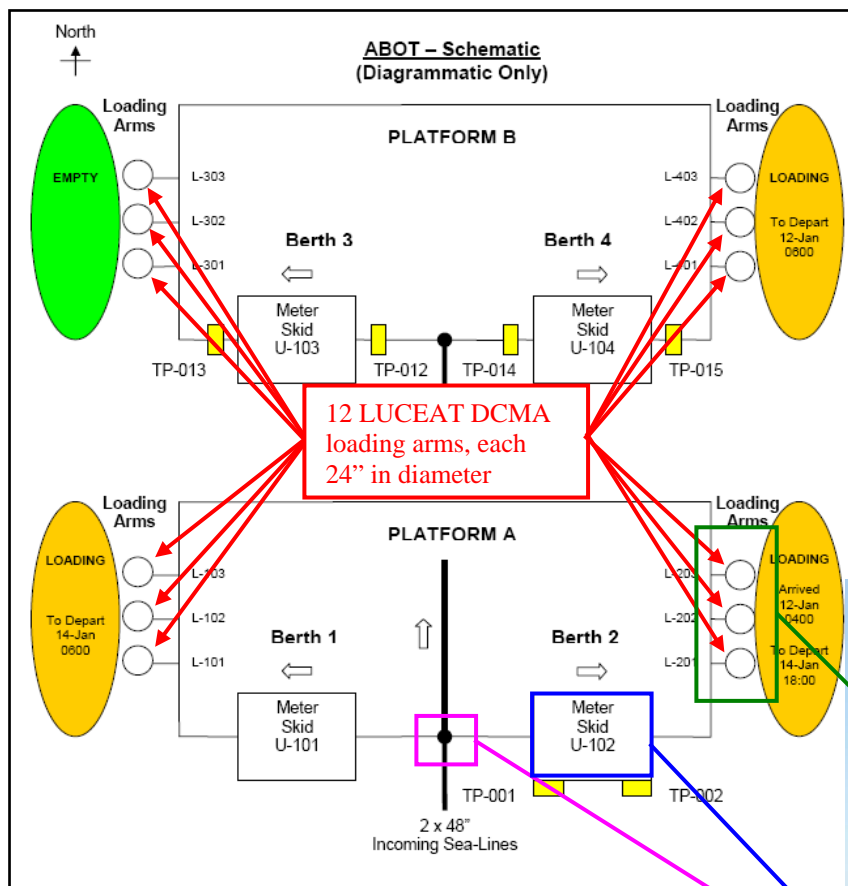 North
ABOT – Schematic
(Diagrammatic Only)
Loading
Arms
Loading
Arms
PLATFORM B
EMPTY
L-303
L-302
L-301
L-403
L-402
L-401
LOADING
To Depart
12-Jan
0600
Berth 3
Berth 4
Meter
Skid
U-103
Meter
Skid
U-104
TP-013
TP-012
TP-014
TP-015
12 LUCEAT DCMA
loading arms, each
24” in diameter
Loading
Arms
Loading
Arms
PLATFORM A
LOADING
To Depart
14-Jan
0600
L-103
L-102
L-101
L-203
L-202
L-201
LOADING
Arrived
12-Jan
0400
To Depart
14-Jan
18:00
Berth 1
Berth 2
Meter
Skid
U-101
Meter
Skid
U-102
TP-001
TP-002
2 x 48”
Incoming Sea-Lines